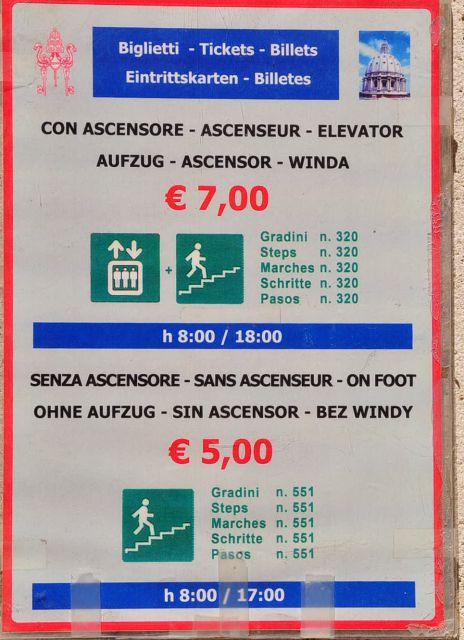 Biglietti - Tickets - Billets
Eintrittskarten - Billetes
CON ASCENSORE - ASCENSEUR - ELEVATOR
AUFZUG - ASCENSOR - WINDA
€ 7,00
+
Gradini n. 320
Steps n. 320
Marches n. 320
Schritte n. 320
Pasos n. 320
h 8:00 / 18:00
SENZA ASCENSORE - SANS ASCENSEUR - ON FOOT
OHNE AUFZUG - SIN ASCENSOR - BEZ WINDY
€ 5,00
Gradini n. 551
Steps n. 551
Marches n. 551
Schritte n. 551
Pasos n. 551
h 8:00 / 17:00